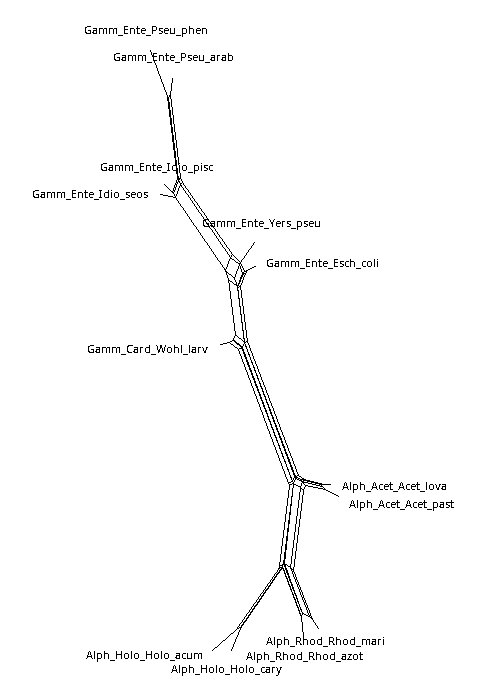 Gamm_Ente_Pseu_phen
Gamm_Ente_Pseu_arab
Gamm_Ente_Idio_pisc
Gamm_Ente_Idio_seos
Gamm_Ente_Yers_pseu
Gamm_Ente_Esch_coli
Gamm_Card_Wohl_larv
Alph_Acet_Acet_lova
Alph_Acet_Acet_past
Alph_Rhod_Rhod_mari
Alph_Holo_Holo_acum
Alph_Rhod_Rhod_azot
Alph_Holo_Holo_cary